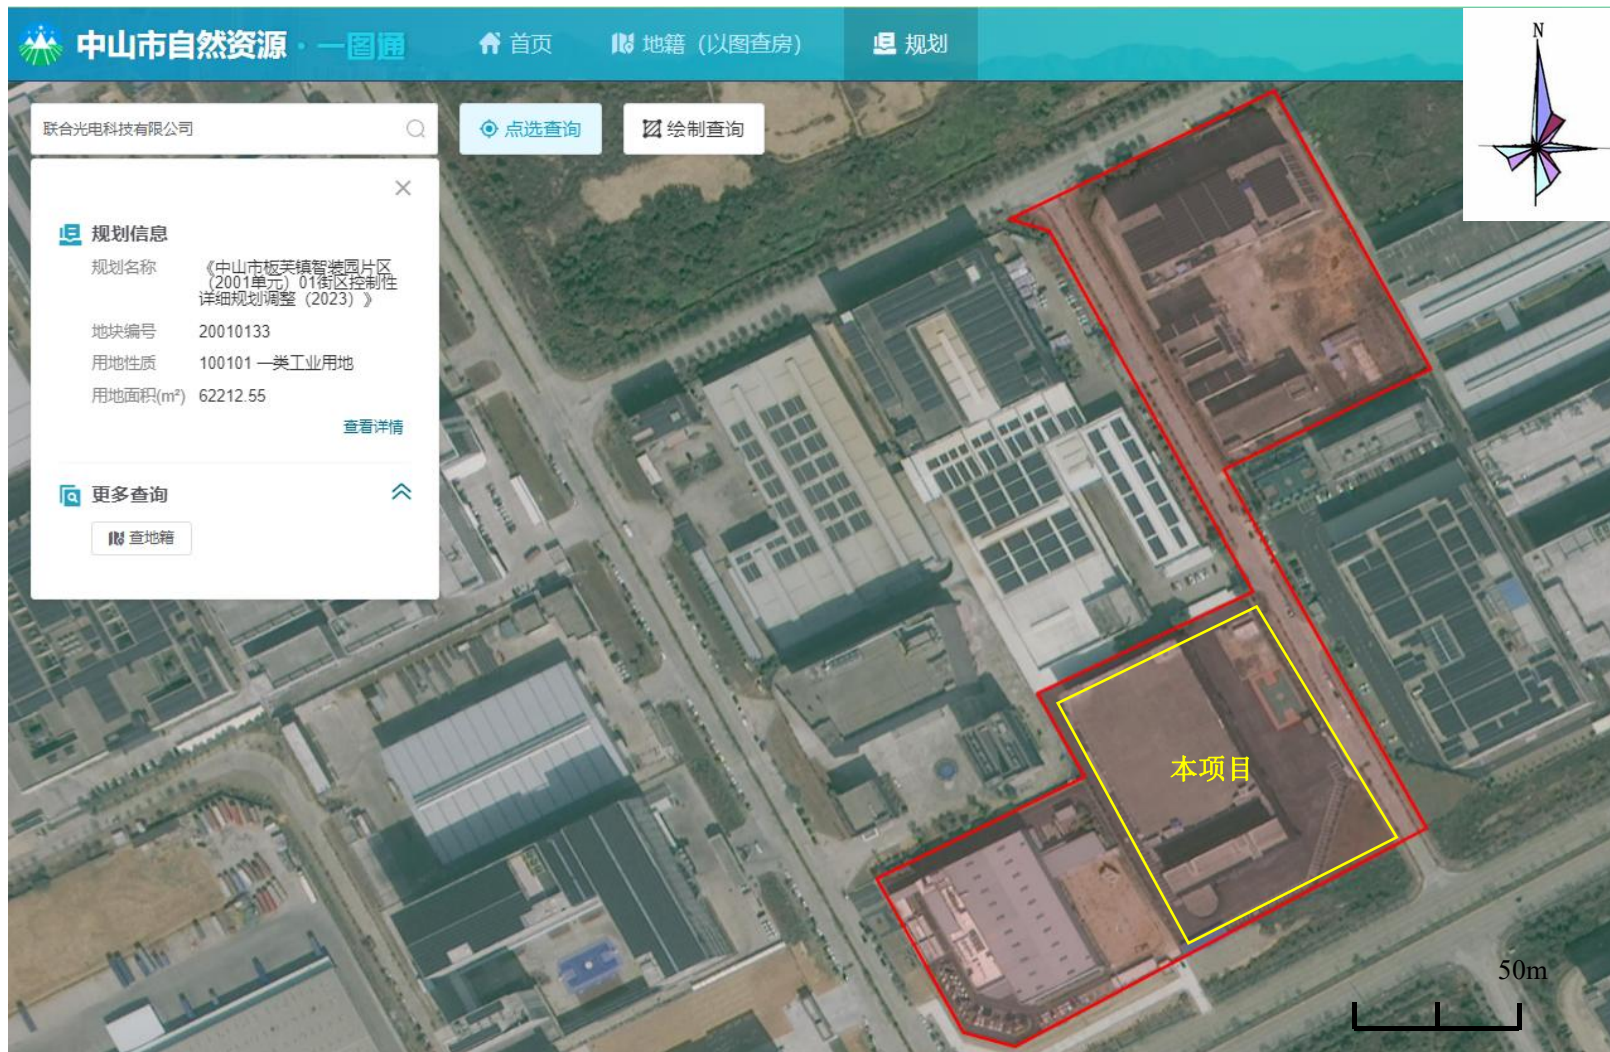 中山市自然资源·一图通
首页
地籍（以图查房）
规划
N
联合光电科技有限公司
点选查询
绘制查询
规划信息
规划名称
《中山市板芙镇智装园片区
（2001单元）01街区控制性
详细规划调整（2023）》
地块编号 20010133
用地性质 100101 一类工业用地
用地面积(m²) 62212.55
查看详情
更多查询
查地籍
本项目
50m